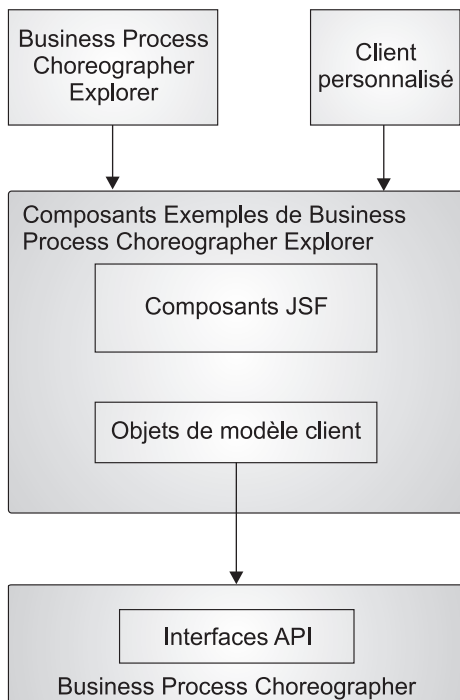 Business Process
Choreographer
Explorer
Client
personnalisé
Composants Exemples de Business
Process Choreographer Explorer
Composants JSF
Objets de modèle client
Interfaces API
Business Process Choreographer